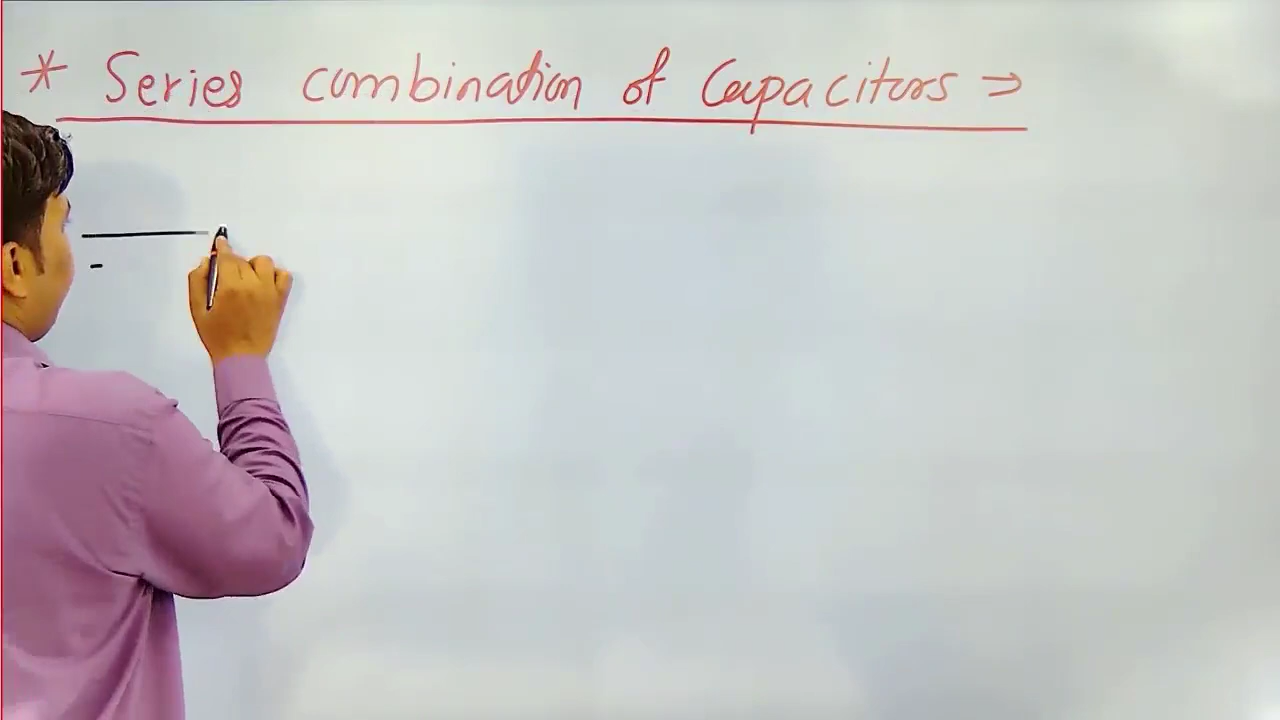 * Series combination of Capacitors ⇒